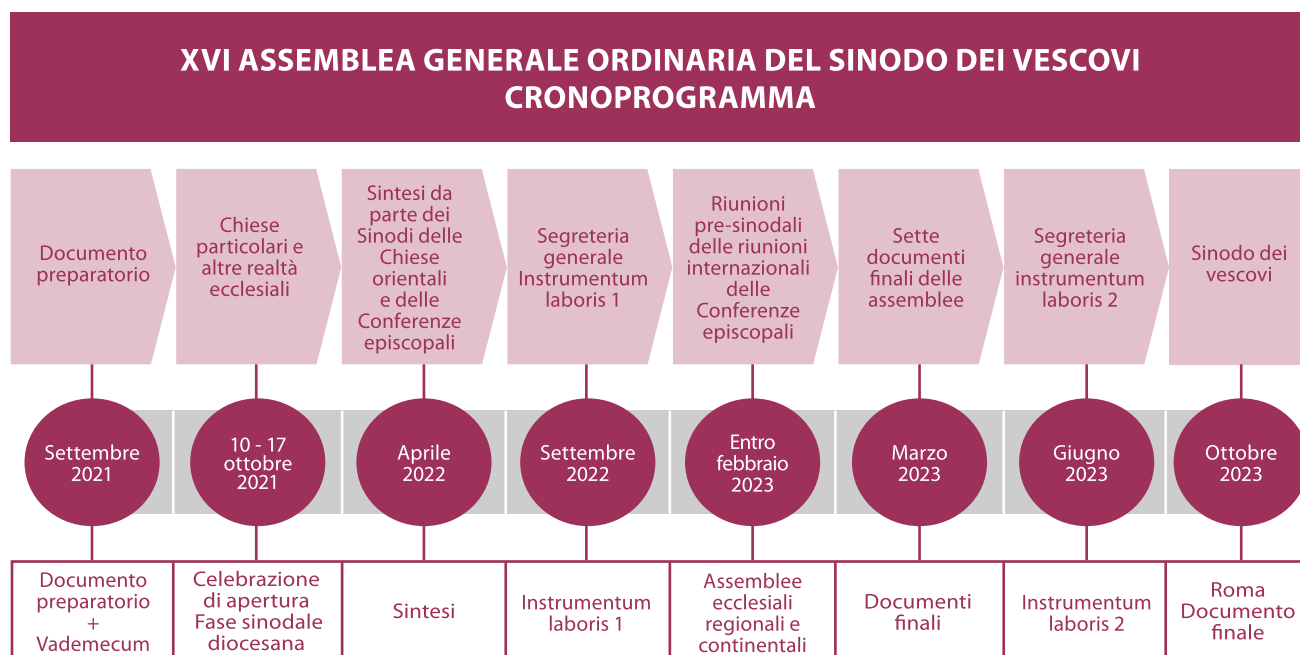 XVI ASSEMBLEA GENERALE ORDINARIA DEL SINODO DEI VESCOVI
CRONOPROGRAMMA
Documento
preparatorio
Chiese
particolari e
altre realtà
ecclesiali
Sintesi da
parte dei
Sinodi delle
Chiese
orientali
e delle
Conferenze
episcopali
Segreteria
generale
Instrumentum
laboris 1
Riunioni
pre-sinodali
delle riunioni
internazionali
delle
Conferenze
episcopali
Sette
documenti
finali delle
assemblee
Segreteria
generale
instrumentum
laboris 2
Sinodo dei
vescovi
Settembre
2021
10 - 17
ottobre
2021
Aprile
2022
Settembre
2022
Entro
febbraio
2023
Marzo
2023
Giugno
2023
Ottobre
2023
Documento
preparatorio
+
Vademecum
Celebrazione
di apertura
Fase sinodale
diocesana
Sintesi
Instrumentum
laboris 1
Assemblee
ecclesiali
regionali e
continentali
Documenti
finali
Instrumentum
laboris 2
Roma
Documento
finale